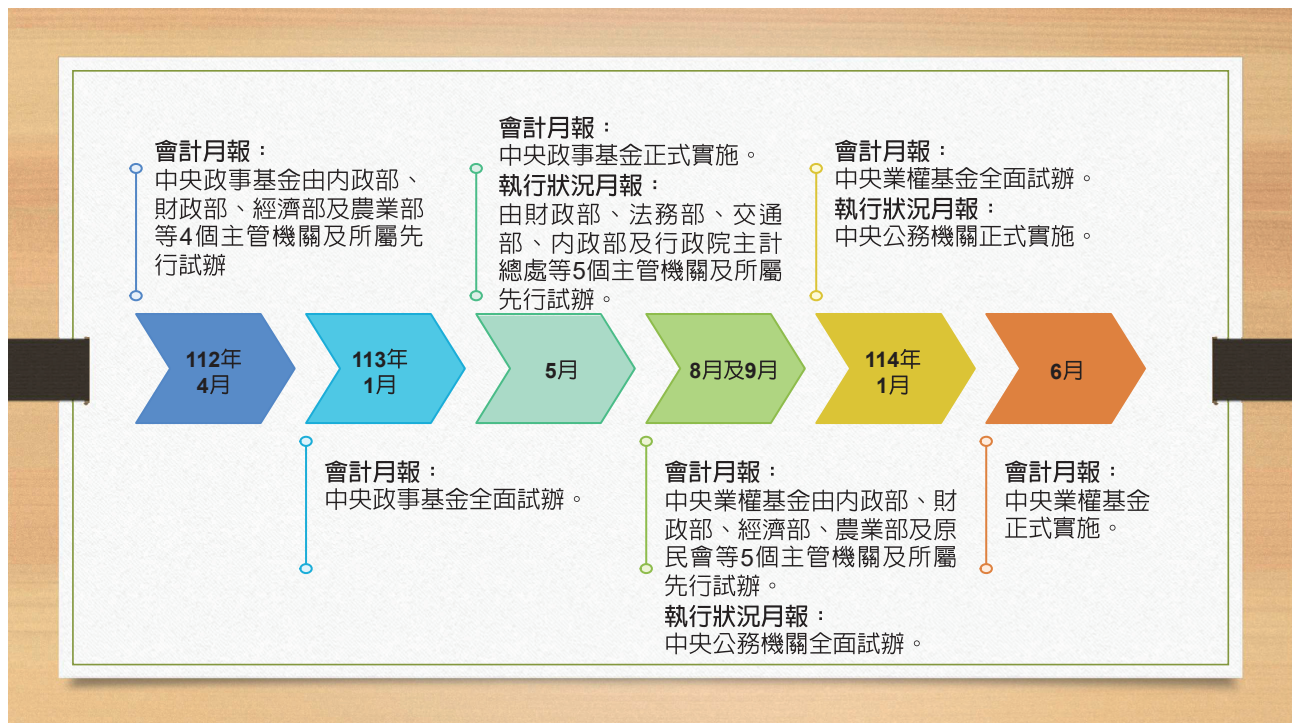 會計月報：
中央政事基金由內政部、
財政部、經濟部及農業部
等4個主管機關及所屬先
行試辦
會計月報：
中央政事基金正式實施。
執行狀況月報：
由財政部、法務部、交通
部、內政部及行政院主計
總處等5個主管機關及所屬
先行試辦。
會計月報：
中央業權基金全面試辦。
執行狀況月報：
中央公務機關正式實施。
112年
4月
113年
1月
5月
8月及9月
114年
1月
6月
會計月報：
中央政事基金全面試辦。
會計月報：
中央業權基金由內政部、財
政部、經濟部、農業部及原
民會等5個主管機關及所屬
先行試辦。
執行狀況月報：
中央公務機關全面試辦。
會計月報：
中央業權基金
正式實施。